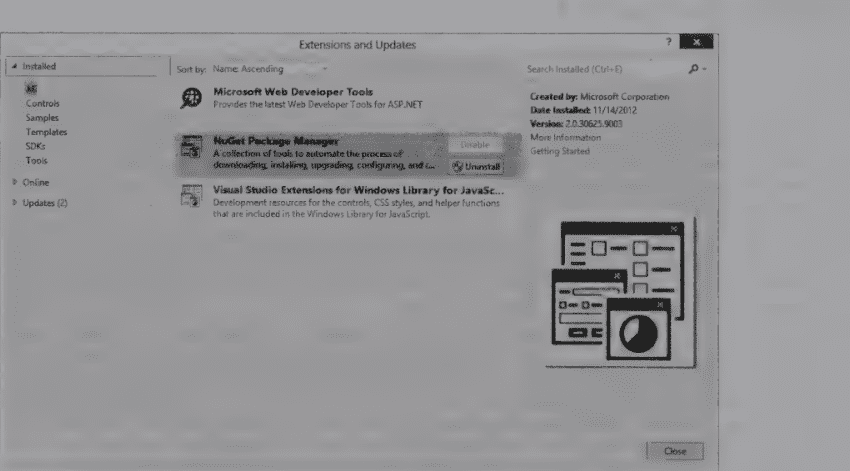 Extensions and Updates
?
Installed
All
Controls
Samples
Templates
SDKs
Tools
Online
Updates (2)
Sort by: Name: Ascending
Microsoft Web Developer Tools
Provides the latest Web Developer Tools for ASP.NET
NuGet Package Manager
A collection of tools to automate the process of
downloading, installing, upgrading, configuring, and r...
Disable
Uninstall
Visual Studio Extensions for Windows Library for JavaSc...
Development resources for the controls, CSS styles, and helper functions
that are included in the Windows Library for JavaScript.
Search Installed (Ctrl+E)
Created by: Microsoft Corporation
Date Installed: 11/14/2012
Version: 2.0.30625.9003
More Information
Getting Started
Close